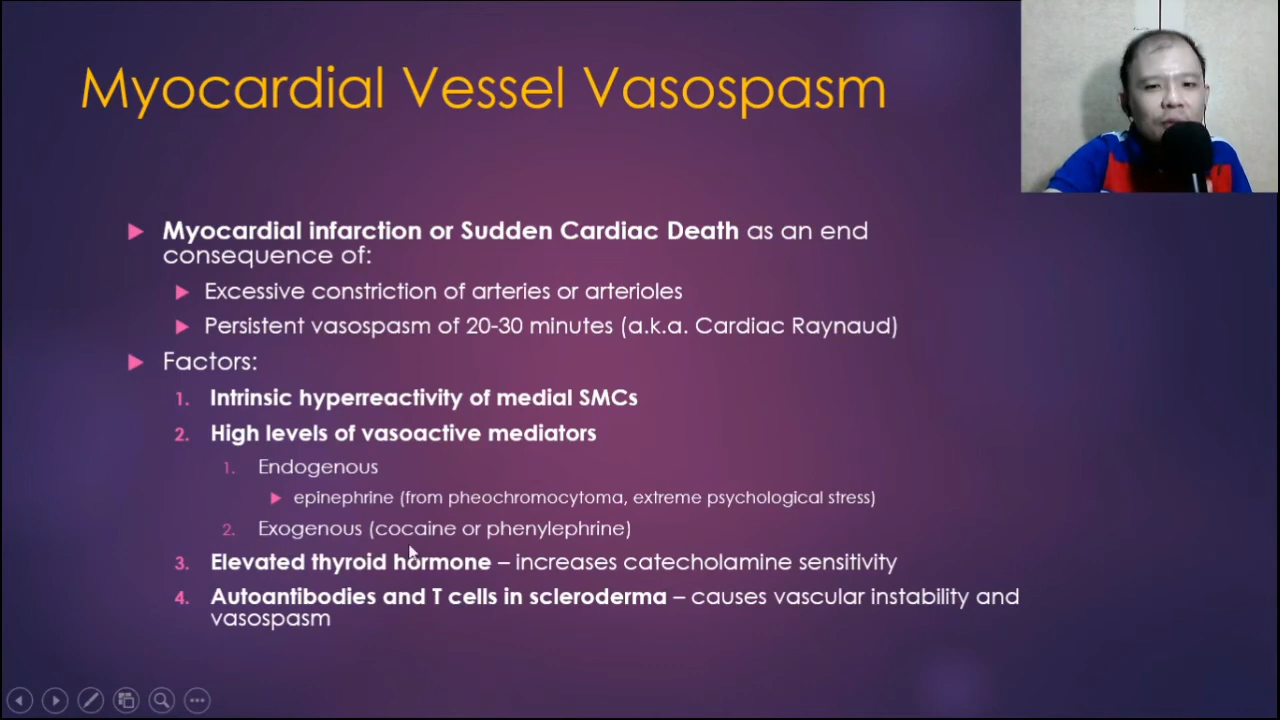 Myocardial Vessel Vasospasm
Myocardial infarction or Sudden Cardiac Death as an end
consequence of:
Excessive constriction of arteries or arterioles
Persistent vasospasm of 20-30 minutes (a.k.a. Cardiac Raynaud)
Factors:
1. Intrinsic hyperreactivity of medial SMCs
2. High levels of vasoactive mediators
1. Endogenous
epinephrine (from pheochromocytoma, extreme psychological stress)
2. Exogenous (cocaine or phenylephrine)
3. Elevated thyroid hormone – increases catecholamine sensitivity
4. Autoantibodies and T cells in scleroderma – causes vascular instability and
vasospasm